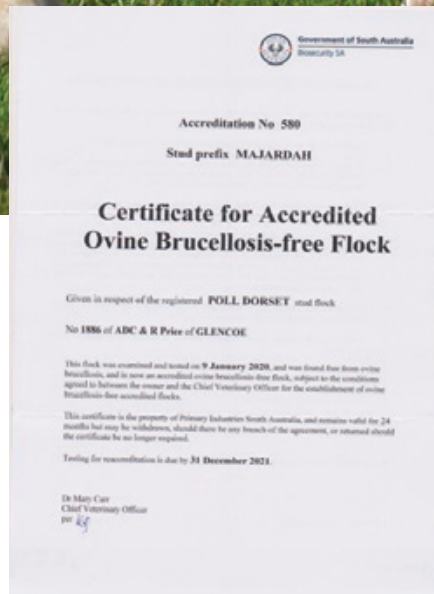 Government of South Australia
Biosecurity SA
Accreditation No 580
Stud prefix MAJARDAH
Certificate for Accredited
Ovine Brucellosis-free Flock
Given in respect of the registered POLL DORSET stud flock
No 1886 of ADC & R Price of GLENCOE
This flock was examined and tested on 9 January 2020, and was found free from ovine
brucellosis, and is now an accredited ovine brucellosis-free flock, subject to the conditions
agreed to between the owner and the Chief Veterinary Officer for the establishment of ovine
brucellosis-free accredited flocks.
This certificate is the property of Primary Industries South Australia, and remains valid for 24
months but may be withdrawn, should there be any breach of the agreement, or returned should
the certificate be no longer required.
Testing for reaccreditation is due by 31 December 2021.
Dr Mary Carr
Chief Veterinary Officer
per